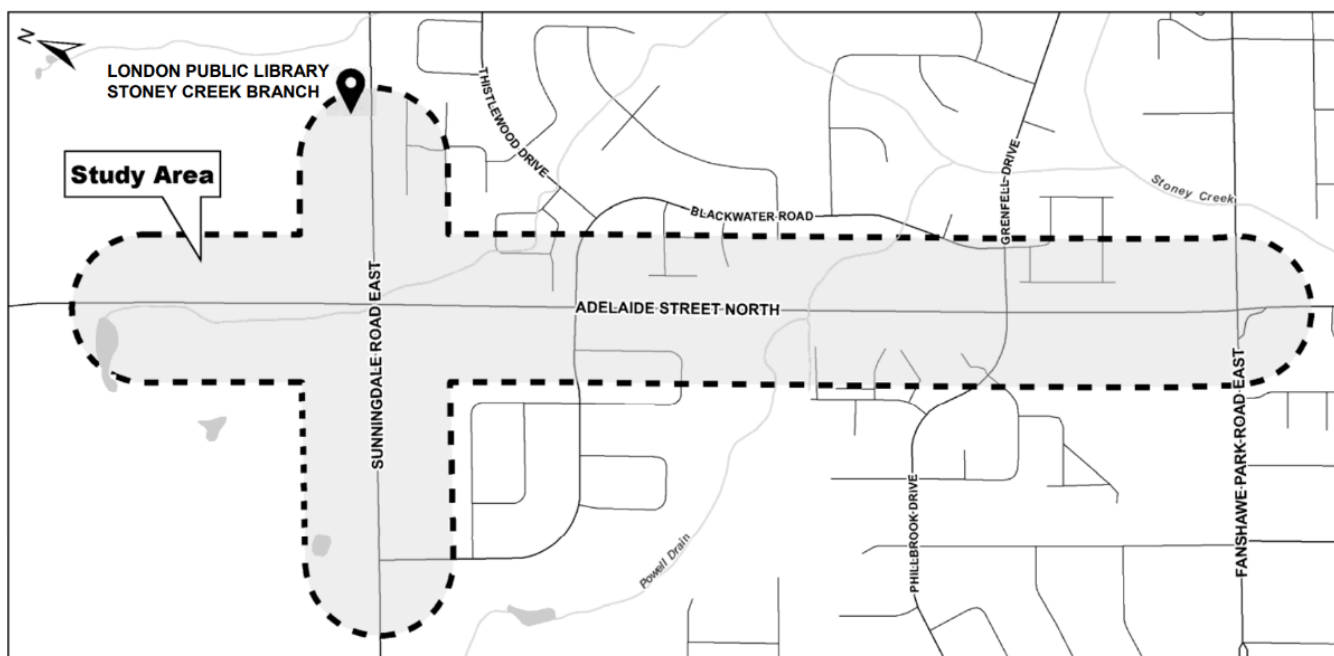 N
LONDON PUBLIC LIBRARY
STONEY CREEK BRANCH
Study Area
THISTLEWOOD DRIVE
BLACKWATER ROAD
GRENFELL DRIVE
Stoney Creek
SUNNINGDALE ROAD EAST
ADELAIDE STREET NORTH
FANSHAWE PARK ROAD EAST
PHILLBROOK DRIVE
Powell Drain